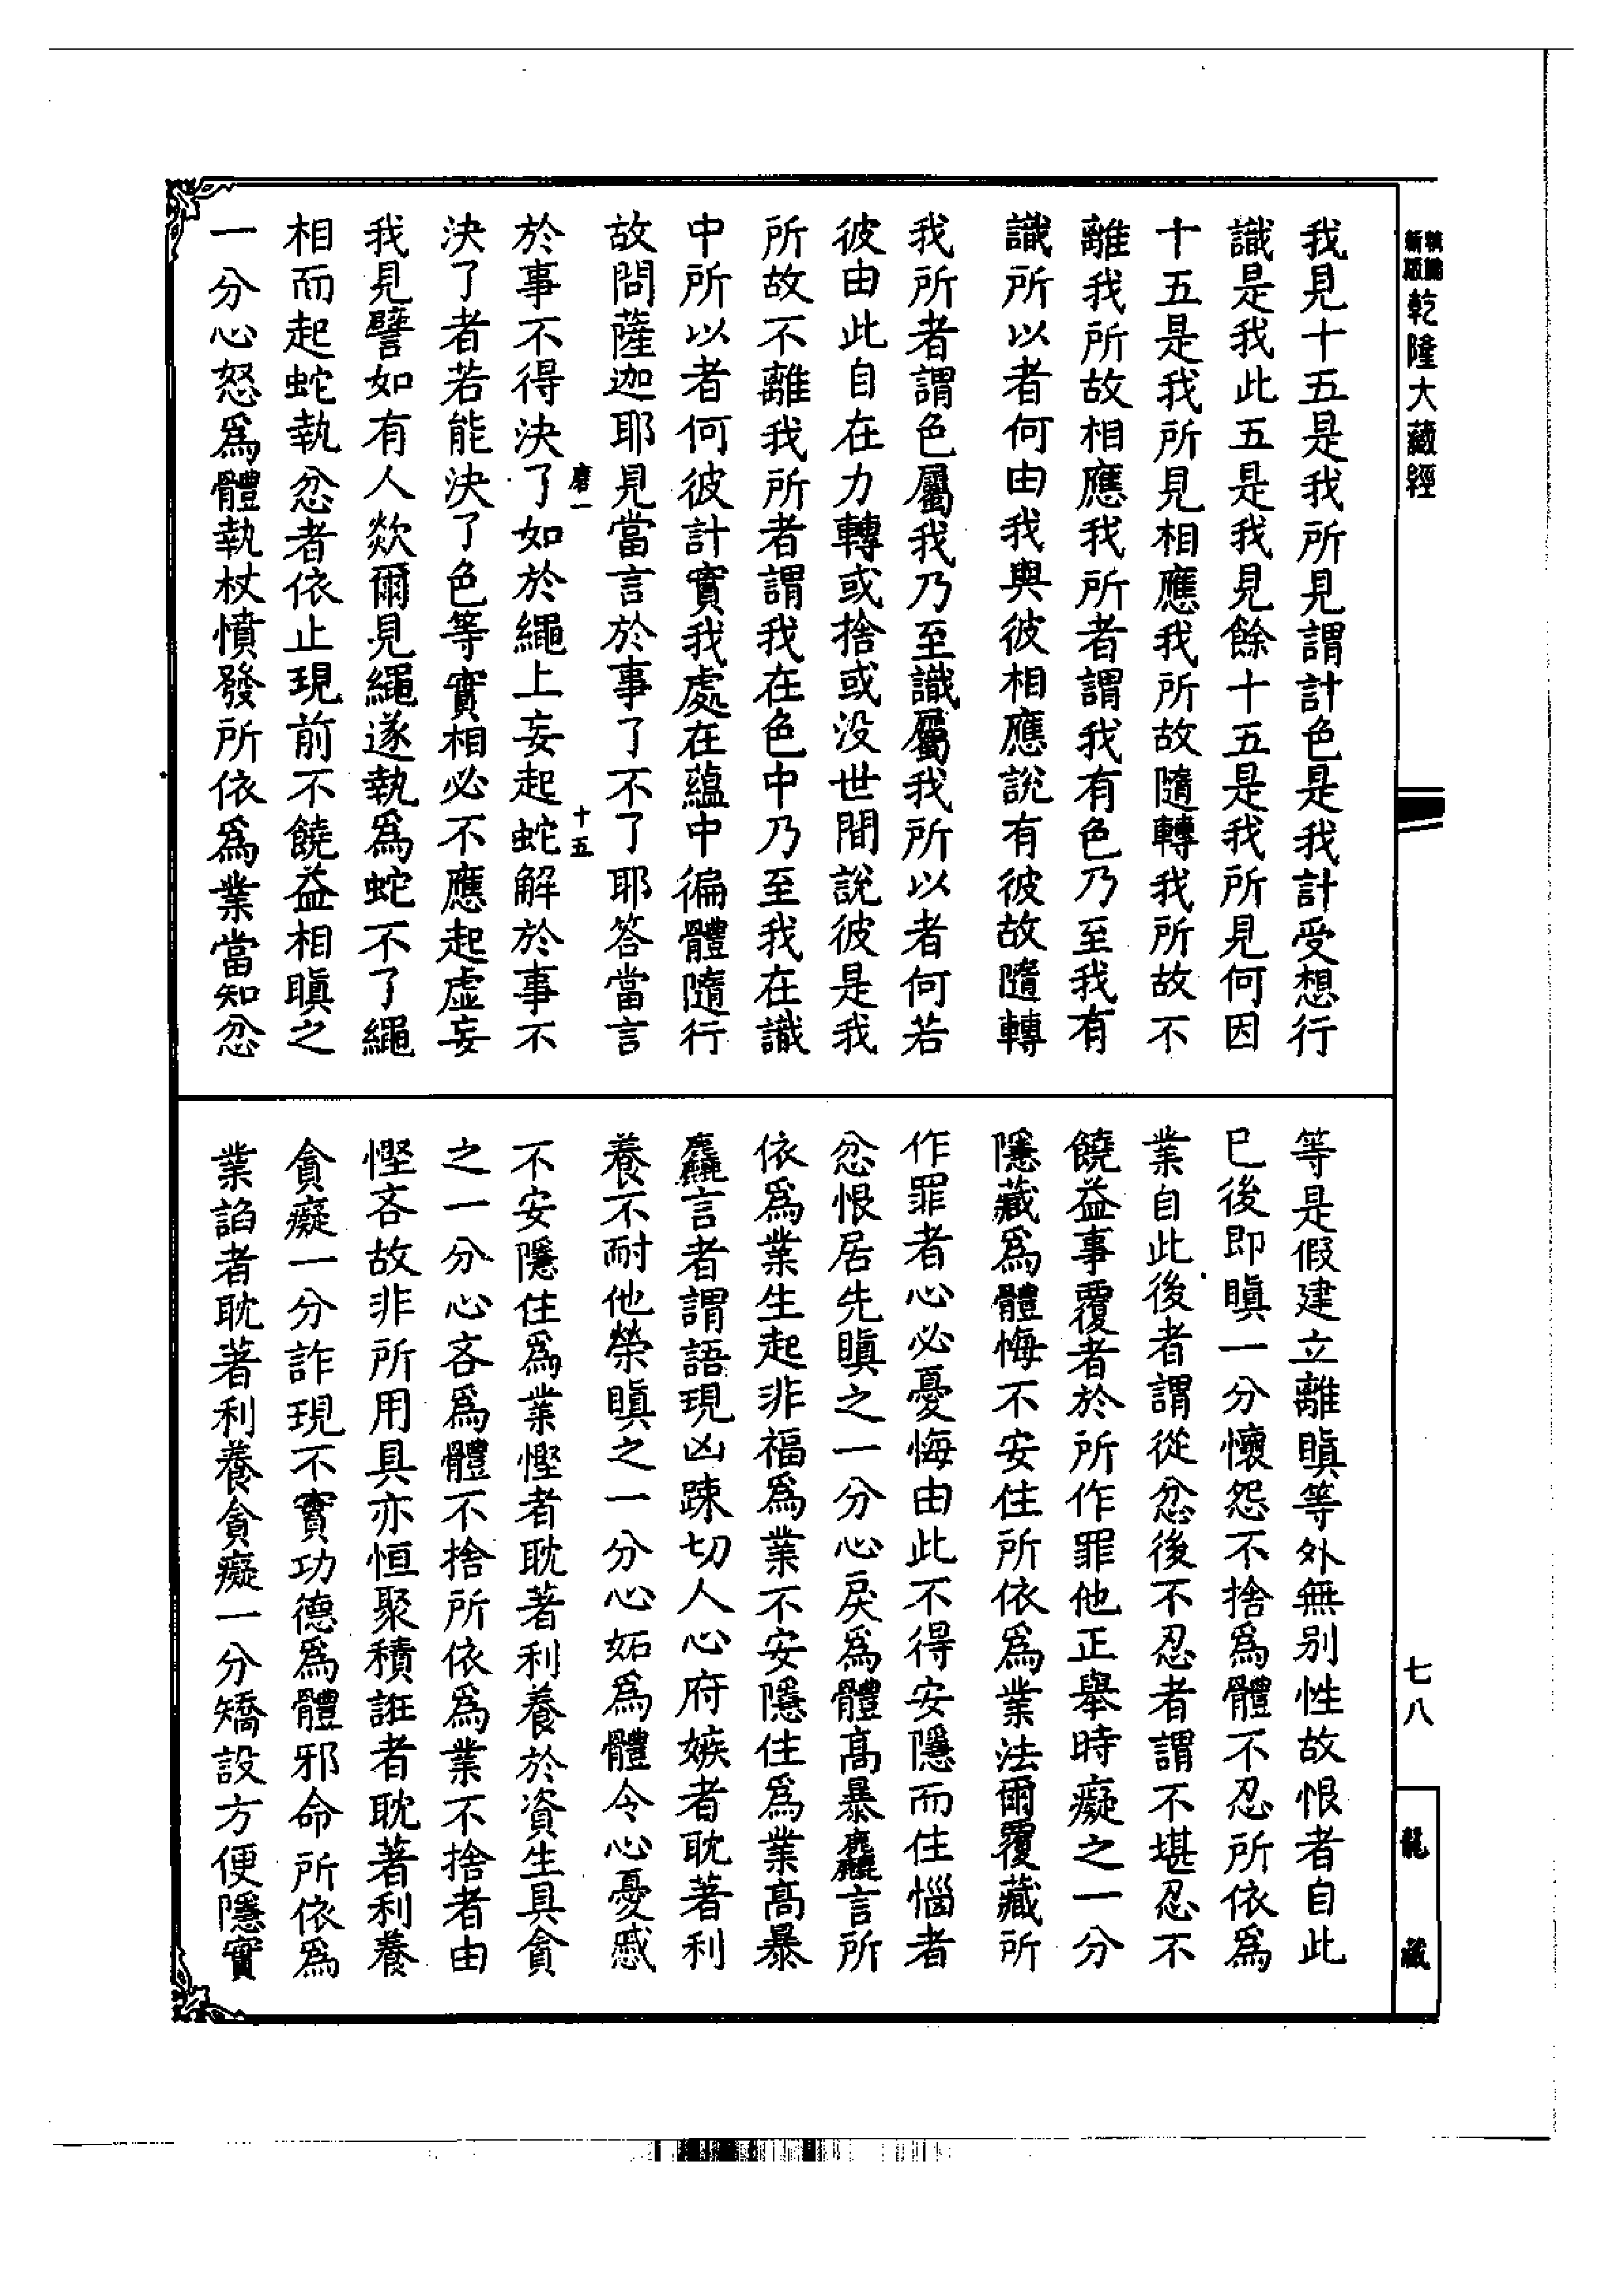 新編縮本乾隆大藏經
七八
龍藏
我見十五是我所見謂計色是我計受想行
識是我此五是我見餘十五是我所見何因
十五是我所見相應我所故隨轉我所故不
離我所故相應我所者謂我有色乃至我有
識所以者何由我與彼相應說有彼故隨轉
我所者謂色屬我乃至識屬我所以者何若
彼由此自在力轉或捨或没世間說彼是我
所故不離我所者謂我在色中乃至我在識
中所以者何彼計實我處在蘊中徧體隨行
故問薩迦耶見當言於事了不了耶答當言
磨一
十五
於事不得決了如於繩上妄起蛇解於事不
決了者若能決了色等實相必不應起虚妄
我見譬如有人欻爾見繩遂執爲蛇不了繩
相而起蛇執忿者依止現前不饒益相瞋之
一分心怒爲體執杖憤發所依爲業當知忿
等是假建立離瞋等外無別性故恨者自此
已後即瞋一分懷怨不捨爲體不忍所依爲
業自此後者謂從忿後不忍者謂不堪忍不
饒益事覆者於所作罪他正舉時癡之一分
隱藏爲體悔不安住所依爲業法爾覆藏所
作罪者心必憂悔由此不得安隱而住惱者
忿恨居先瞋之一分心戾爲體高暴麤言所
依爲業生起非福爲業不安隱住爲業高暴
麤言者謂語現凶踈切人心府嫉者耽著利
養不耐他榮瞋之一分心妬爲體令心憂慼
不安隱住爲業慳者耽著利養於資生具貪
之一分心吝爲體不捨所依爲業不捨者由
慳吝故非所用具亦恒聚積誑者耽著利養
貪癡一分詐現不實功德爲體邪命所依爲
業諂者耽著利養貪癡一分矯設方便隱實